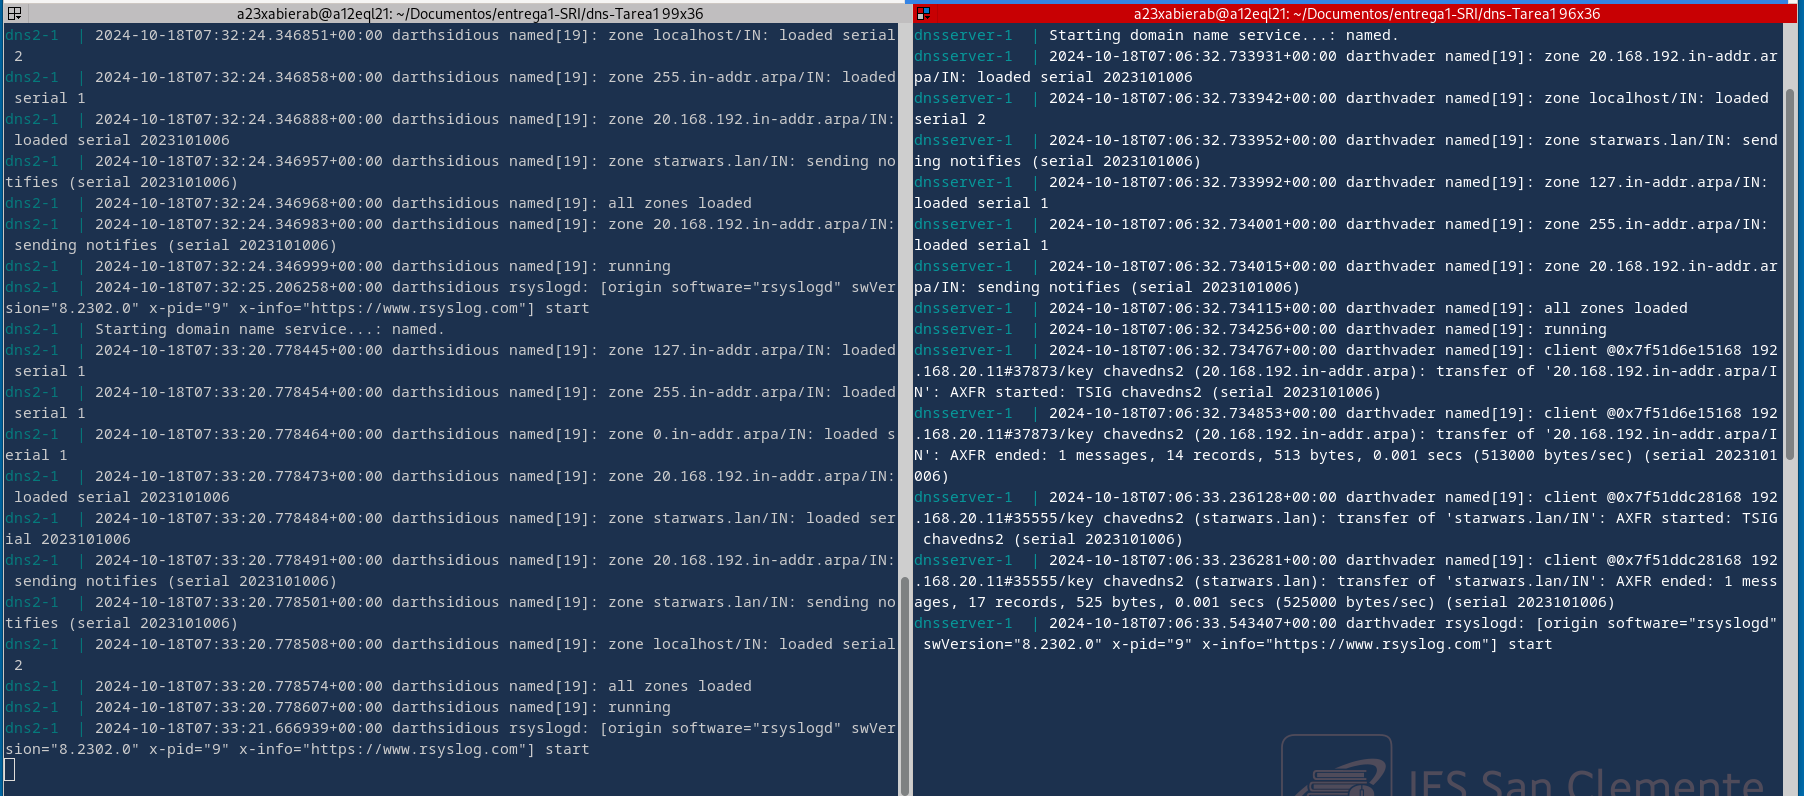 a23xabierab@a12eql21: ~/Documentos/entrega1-SRI/dns-Tarea1 99x36
dns2-1  | 2024-10-18T07:32:24.346851+00:00 darthsidious named[19]: zone localhost/IN: loaded serial
 2
dns2-1  | 2024-10-18T07:32:24.346858+00:00 darthsidious named[19]: zone 255.in-addr.arpa/IN: loaded
 serial 1
dns2-1  | 2024-10-18T07:32:24.346888+00:00 darthsidious named[19]: zone 20.168.192.in-addr.arpa/IN:
 loaded serial 2023101006
dns2-1  | 2024-10-18T07:32:24.346957+00:00 darthsidious named[19]: zone starwars.lan/IN: sending no
tifies (serial 2023101006)
dns2-1  | 2024-10-18T07:32:24.346968+00:00 darthsidious named[19]: all zones loaded
dns2-1  | 2024-10-18T07:32:24.346983+00:00 darthsidious named[19]: zone 20.168.192.in-addr.arpa/IN:
 sending notifies (serial 2023101006)
dns2-1  | 2024-10-18T07:32:24.346999+00:00 darthsidious named[19]: running
dns2-1  | 2024-10-18T07:32:25.206258+00:00 darthsidious rsyslogd: [origin software="rsyslogd" swVer
sion="8.2302.0" x-pid="9" x-info="https://www.rsyslog.com"] start
dns2-1  | Starting domain name service...: named.
dns2-1  | 2024-10-18T07:33:20.778445+00:00 darthsidious named[19]: zone 127.in-addr.arpa/IN: loaded
 serial 1
dns2-1  | 2024-10-18T07:33:20.778454+00:00 darthsidious named[19]: zone 255.in-addr.arpa/IN: loaded
 serial 1
dns2-1  | 2024-10-18T07:33:20.778464+00:00 darthsidious named[19]: zone 0.in-addr.arpa/IN: loaded s
erial 1
dns2-1  | 2024-10-18T07:33:20.778473+00:00 darthsidious named[19]: zone 20.168.192.in-addr.arpa/IN:
 loaded serial 2023101006
dns2-1  | 2024-10-18T07:33:20.778484+00:00 darthsidious named[19]: zone starwars.lan/IN: loaded ser
ial 2023101006
dns2-1  | 2024-10-18T07:33:20.778491+00:00 darthsidious named[19]: zone 20.168.192.in-addr.arpa/IN:
 sending notifies (serial 2023101006)
dns2-1  | 2024-10-18T07:33:20.778501+00:00 darthsidious named[19]: zone starwars.lan/IN: sending no
tifies (serial 2023101006)
dns2-1  | 2024-10-18T07:33:20.778508+00:00 darthsidious named[19]: zone localhost/IN: loaded serial
 2
dns2-1  | 2024-10-18T07:33:20.778574+00:00 darthsidious named[19]: all zones loaded
dns2-1  | 2024-10-18T07:33:20.778607+00:00 darthsidious named[19]: running
dns2-1  | 2024-10-18T07:33:21.666939+00:00 darthsidious rsyslogd: [origin software="rsyslogd" swVer
sion="8.2302.0" x-pid="9" x-info="https://www.rsyslog.com"] start
a23xabierab@a12eql21: ~/Documentos/entrega1-SRI/dns-Tarea1 96x36
dnsserver-1  | Starting domain name service...: named.
dnsserver-1  | 2024-10-18T07:06:32.733931+00:00 darthvader named[19]: zone 20.168.192.in-addr.ar
pa/IN: loaded serial 2023101006
dnsserver-1  | 2024-10-18T07:06:32.733942+00:00 darthvader named[19]: zone localhost/IN: loaded
serial 2
dnsserver-1  | 2024-10-18T07:06:32.733952+00:00 darthvader named[19]: zone starwars.lan/IN: send
ing notifies (serial 2023101006)
dnsserver-1  | 2024-10-18T07:06:32.733992+00:00 darthvader named[19]: zone 127.in-addr.arpa/IN:
loaded serial 1
dnsserver-1  | 2024-10-18T07:06:32.734001+00:00 darthvader named[19]: zone 255.in-addr.arpa/IN:
loaded serial 1
dnsserver-1  | 2024-10-18T07:06:32.734015+00:00 darthvader named[19]: zone 20.168.192.in-addr.ar
pa/IN: sending notifies (serial 2023101006)
dnsserver-1  | 2024-10-18T07:06:32.734115+00:00 darthvader named[19]: all zones loaded
dnsserver-1  | 2024-10-18T07:06:32.734256+00:00 darthvader named[19]: running
dnsserver-1  | 2024-10-18T07:06:32.734767+00:00 darthvader named[19]: client @0x7f51d6e15168 192
.168.20.11#37873/key chavedns2 (20.168.192.in-addr.arpa): transfer of '20.168.192.in-addr.arpa/I
N': AXFR started: TSIG chavedns2 (serial 2023101006)
dnsserver-1  | 2024-10-18T07:06:32.734853+00:00 darthvader named[19]: client @0x7f51d6e15168 192
.168.20.11#37873/key chavedns2 (20.168.192.in-addr.arpa): transfer of '20.168.192.in-addr.arpa/I
N': AXFR ended: 1 messages, 14 records, 513 bytes, 0.001 secs (513000 bytes/sec) (serial 2023101
006)
dnsserver-1  | 2024-10-18T07:06:33.236128+00:00 darthvader named[19]: client @0x7f51ddc28168 192
.168.20.11#35555/key chavedns2 (starwars.lan): transfer of 'starwars.lan/IN': AXFR started: TSIG
 chavedns2 (serial 2023101006)
dnsserver-1  | 2024-10-18T07:06:33.236281+00:00 darthvader named[19]: client @0x7f51ddc28168 192
.168.20.11#35555/key chavedns2 (starwars.lan): transfer of 'starwars.lan/IN': AXFR ended: 1 mess
ages, 17 records, 525 bytes, 0.001 secs (525000 bytes/sec) (serial 2023101006)
dnsserver-1  | 2024-10-18T07:06:33.543407+00:00 darthvader rsyslogd: [origin software="rsyslogd"
 swVersion="8.2302.0" x-pid="9" x-info="https://www.rsyslog.com"] start
IES San Clemente